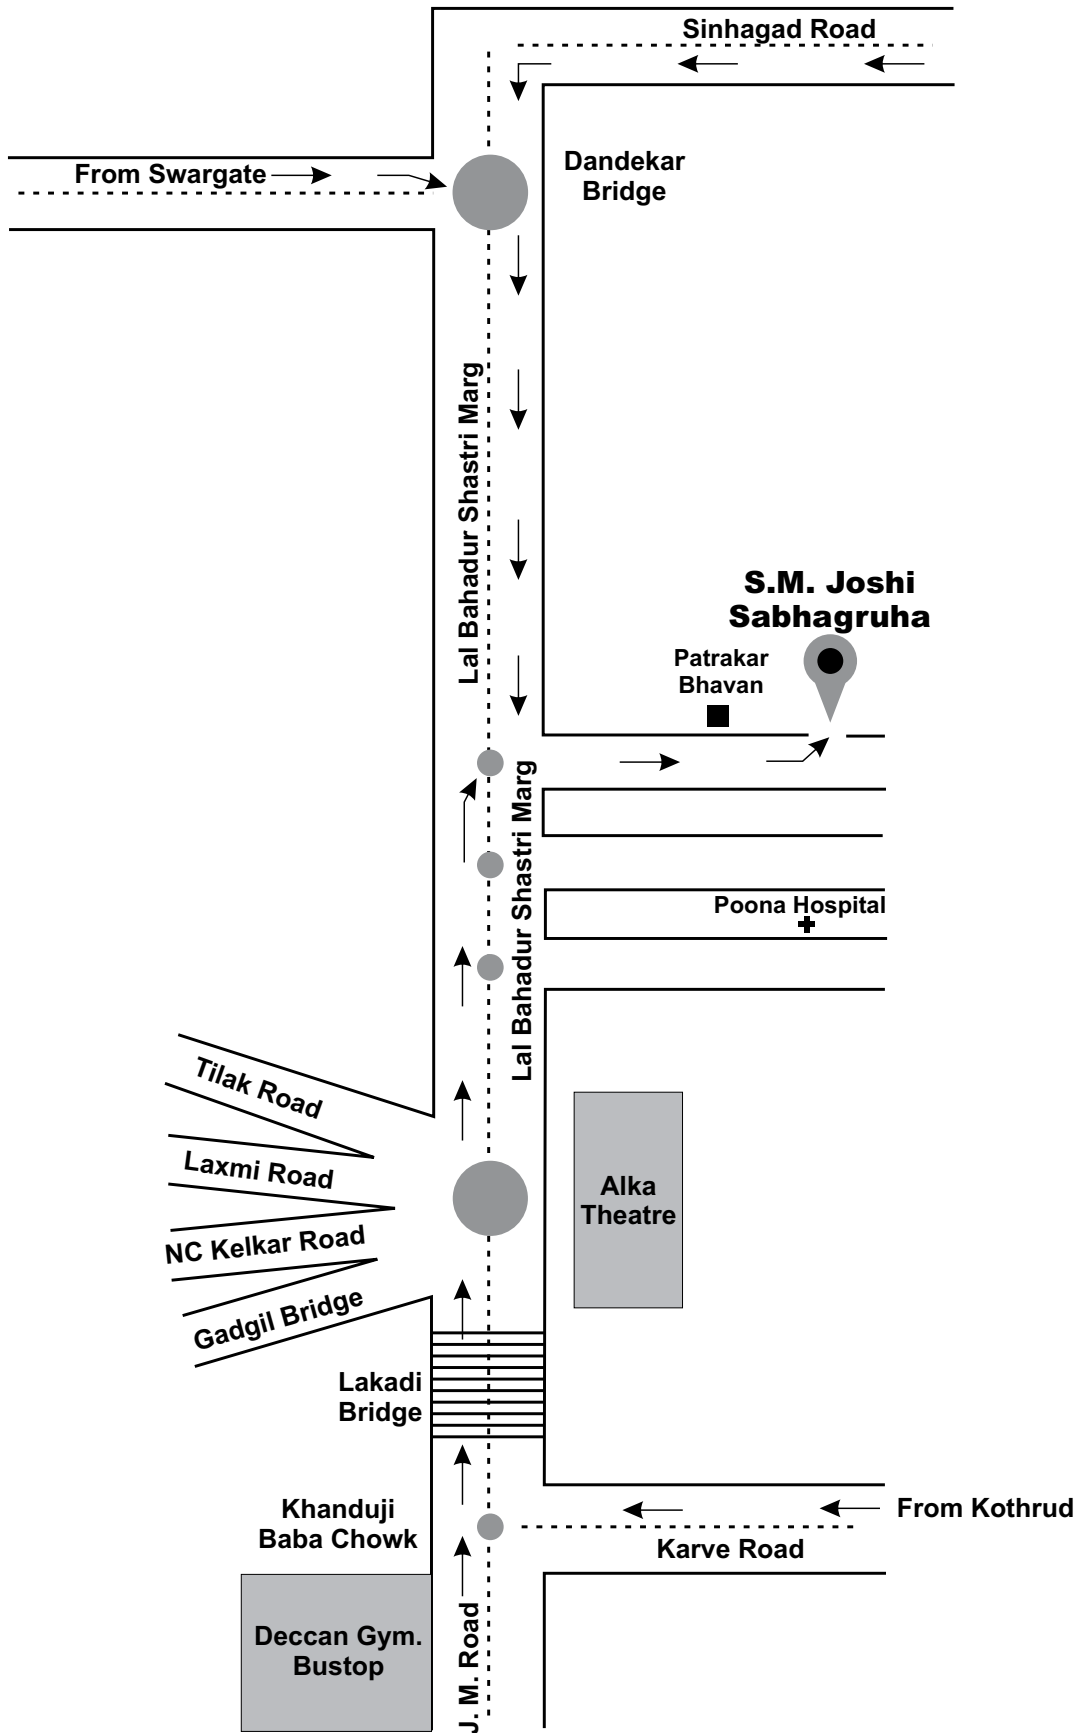 Sinhagad Road
From Swargate
Dandekar
Bridge
Lal Bahadur Shastri Marg
S.M. Joshi
Sabhagruha
Patrakar
Bhavan
Lal Bahadur Shastri Marg
Poona Hospital
Tilak Road
Laxmi Road
NC Kelkar Road
Gadgil Bridge
Alka
Theatre
Lakadi
Bridge
Khanduji
Baba Chowk
From Kothrud
Karve Road
Deccan Gym.
Bustop
J. M. Road